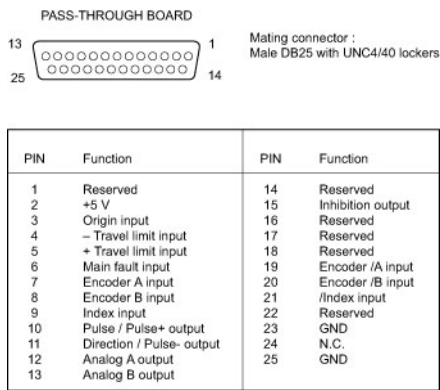 PASS-THROUGH BOARD
13 1
25 14
Mating connector :
Male DB25 with UNC4/40 lockers
PIN Function PIN Function
1 Reserved 14 Reserved
2 +5 V 15 Inhibition output
3 Origin input 16 Reserved
4 – Travel limit input 17 Reserved
5 + Travel limit input 18 Reserved
6 Main fault input 19 Encoder /A input
7 Encoder A input 20 Encoder /B input
8 Encoder B input 21 /Index input
9 Index input 22 Reserved
10 Pulse / Pulse+ output 23 GND
11 Direction / Pulse- output 24 N.C.
12 Analog A output 25 GND
13 Analog B output